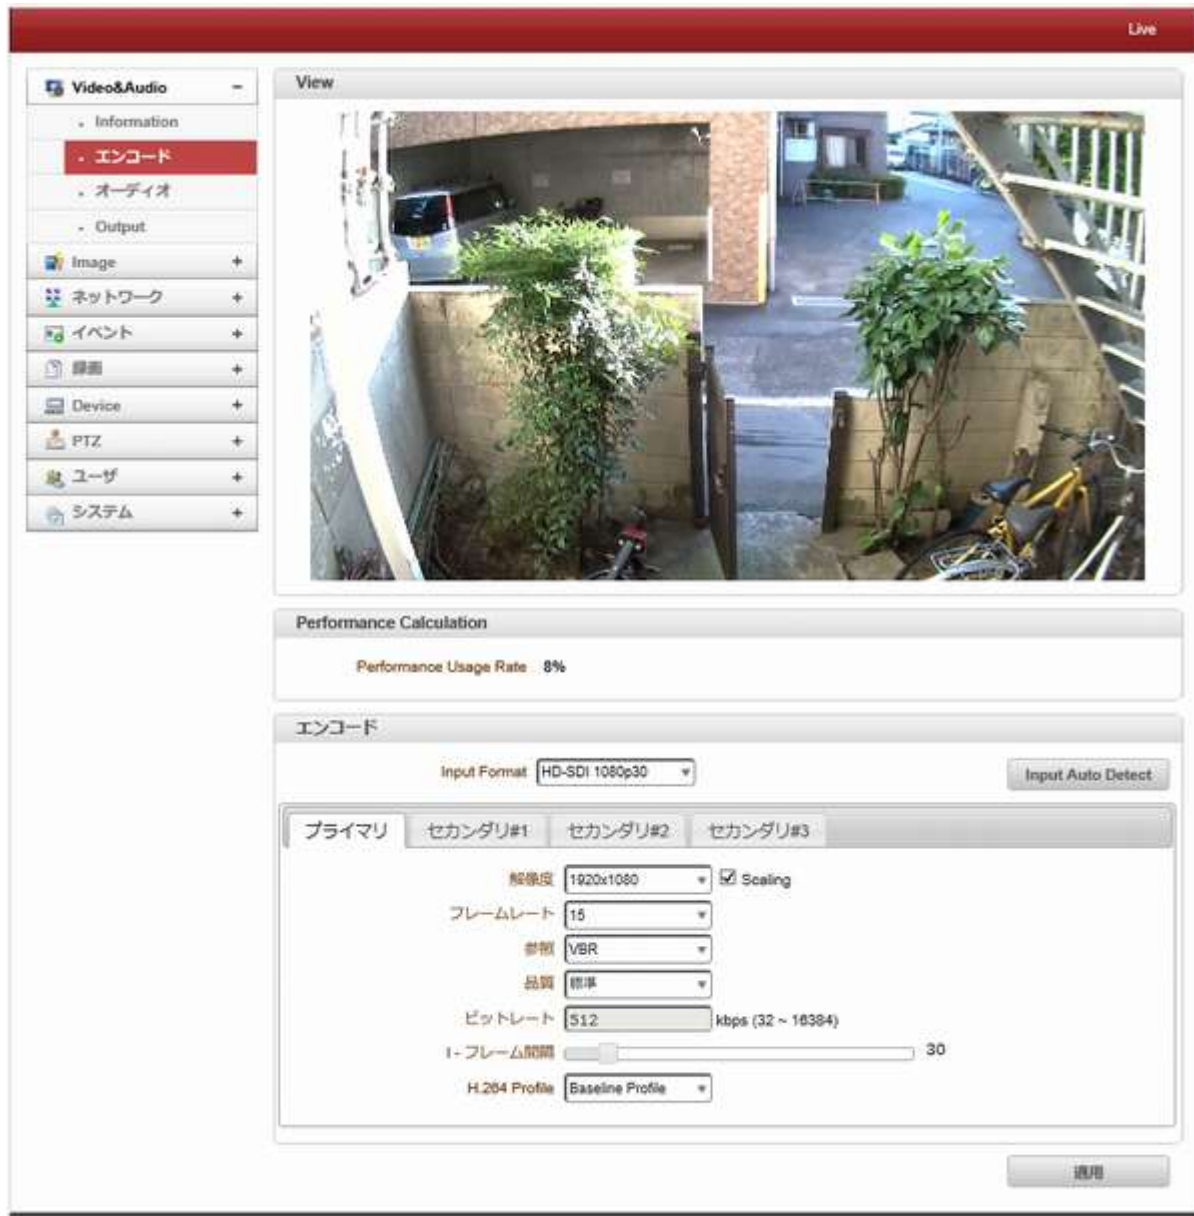 Live
Video&Audio −
. Information
. エンコード
. オーディオ
. Output
Image +
ネットワーク +
イベント +
録画 +
Device +
PTZ +
ユーザ +
システム +
View
Performance Calculation
Performance Usage Rate 8%
エンコード
Input Format HD-SDI 1080p30 Input Auto Detect
プライマリ セカンダリ#1 セカンダリ#2 セカンダリ#3
解像度 1920x1080 Scaling
フレームレート 15
参照 VBR
品質 標準
ビットレート 512 kbps (32 ~ 16384)
I - フレーム間隔 30
H.264 Profile Baseline Profile
適用